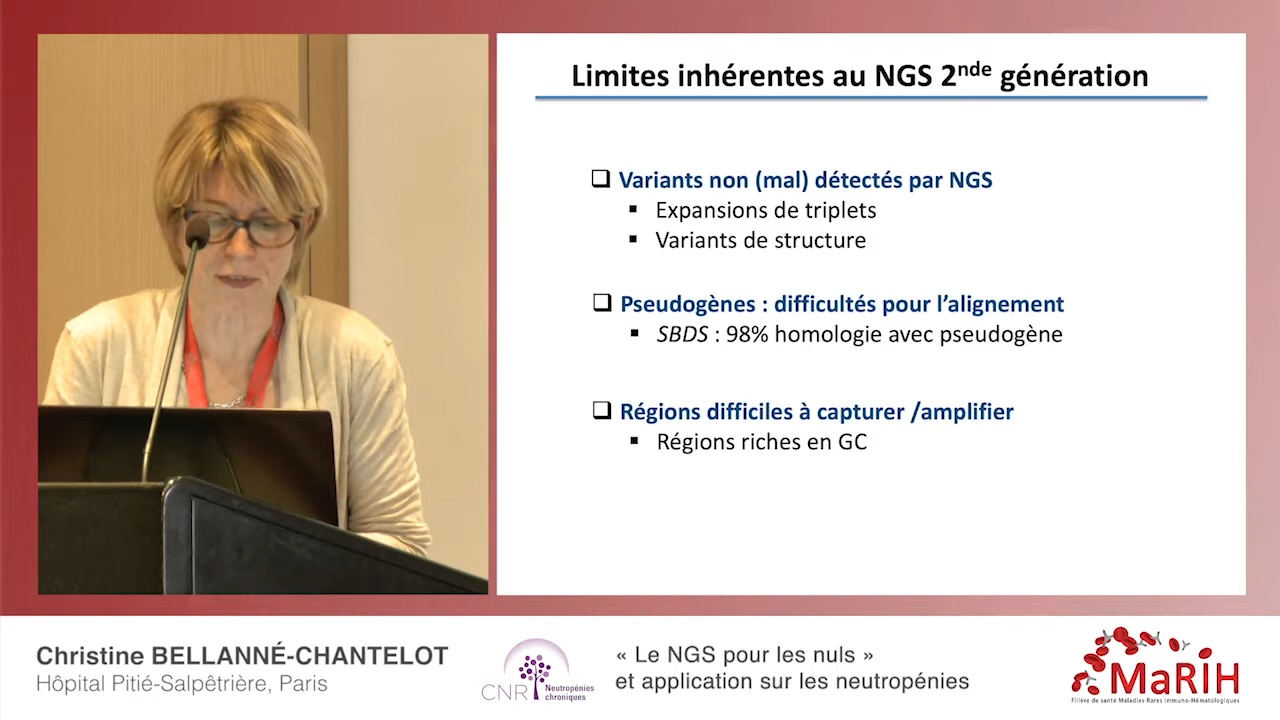 Limites inhérentes au NGS 2nde génération
Variants non (mal) détectés par NGS
Expansions de triplets
Variants de structure
Pseudogènes : difficultés pour l’alignement
SBDS : 98% homologie avec pseudogène
Régions difficiles à capturer /amplifier
Régions riches en GC
Christine BELLANNÉ-CHANTELOT
Hôpital Pitié-Salpêtrière, Paris
CNR Neutropénies
chroniques
« Le NGS pour les nuls »
et application sur les neutropénies
MaRIH
Filière de santé Maladies Rares Immuno-Hématologiques